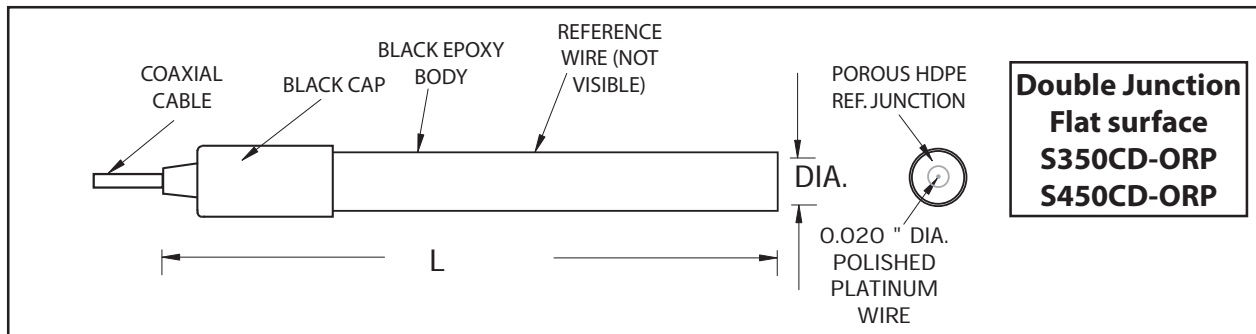 COAXIAL
CABLE
BLACK CAP
BLACK EPOXY
BODY
REFERENCE
WIRE (NOT
VISIBLE)
DIA.
L
POROUS HDPE
REF. JUNCTION
0.020 " DIA.
POLISHED
PLATINUM
WIRE
Double Junction
Flat surface
S350CD-ORP
S450CD-ORP